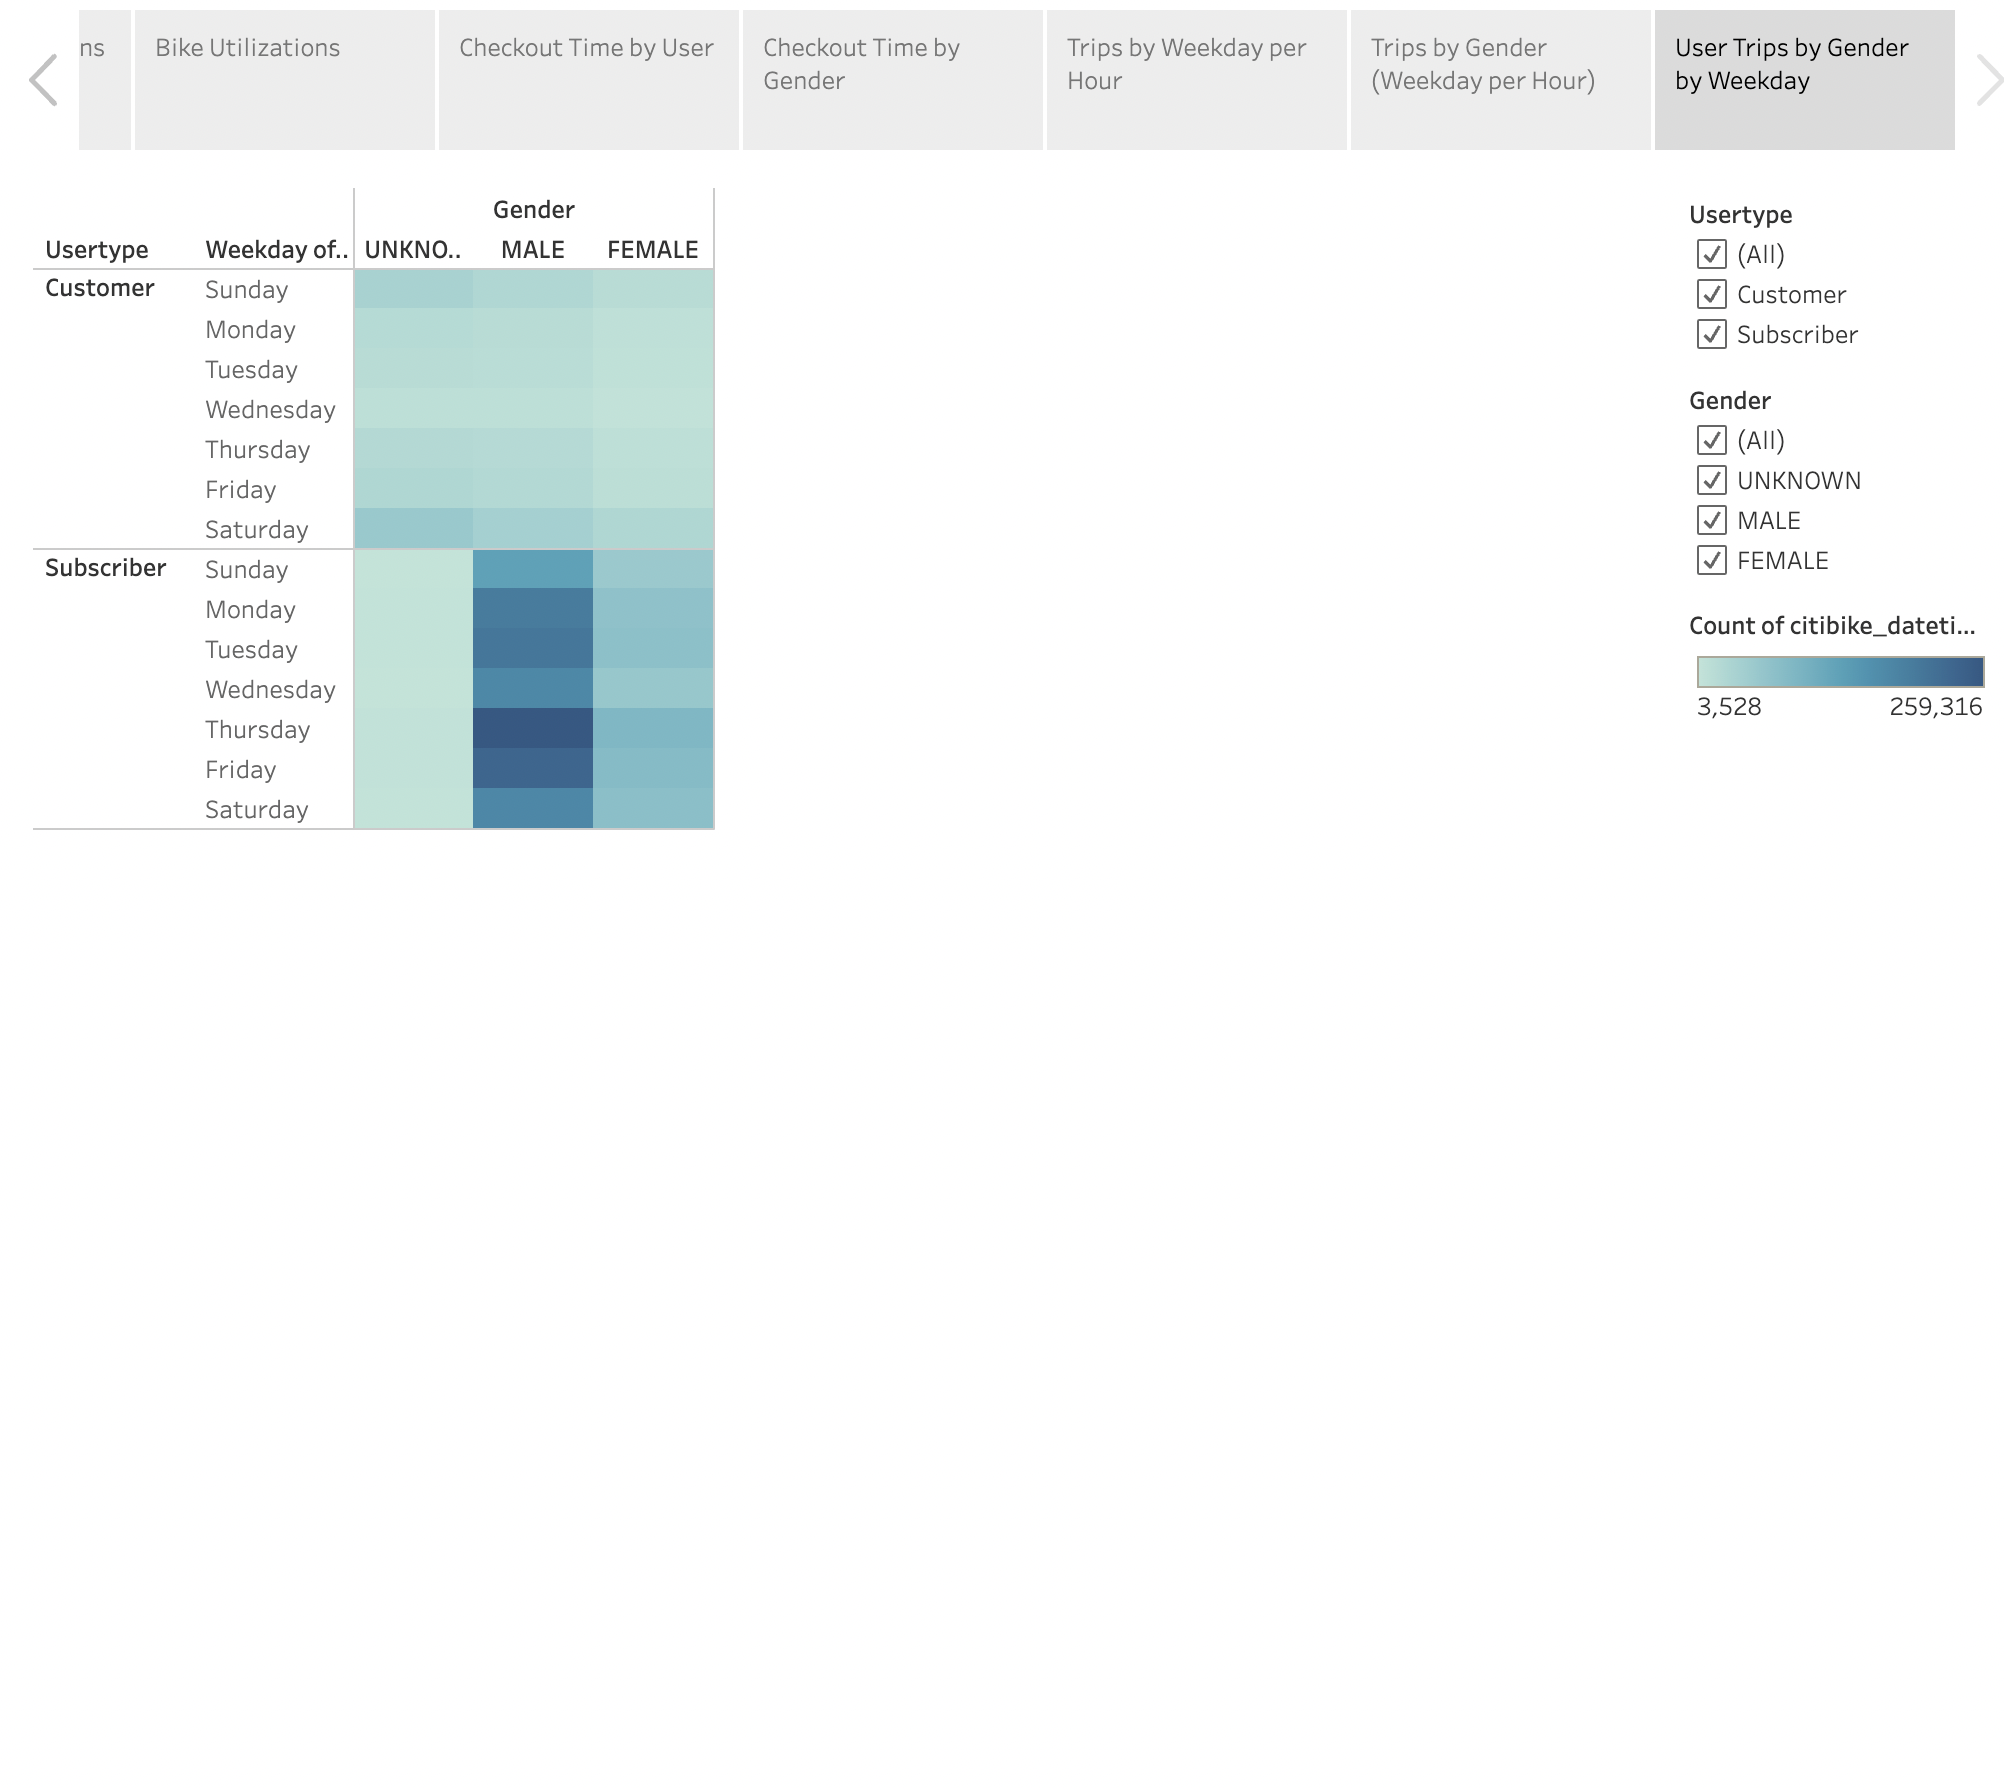 ns
Bike Utilizations
Checkout Time by User
Checkout Time by
Gender
Trips by Weekday per
Hour
Trips by Gender
(Weekday per Hour)
User Trips by Gender
by Weekday
Gender
Usertype Weekday of.. UNKNO.. MALE FEMALE
Customer Sunday
Monday
Tuesday
Wednesday
Thursday
Friday
Saturday
Subscriber Sunday
Monday
Tuesday
Wednesday
Thursday
Friday
Saturday
Usertype
(All)
Customer
Subscriber
Gender
(All)
UNKNOWN
MALE
FEMALE
Count of citibike_dateti...
3,528 259,316